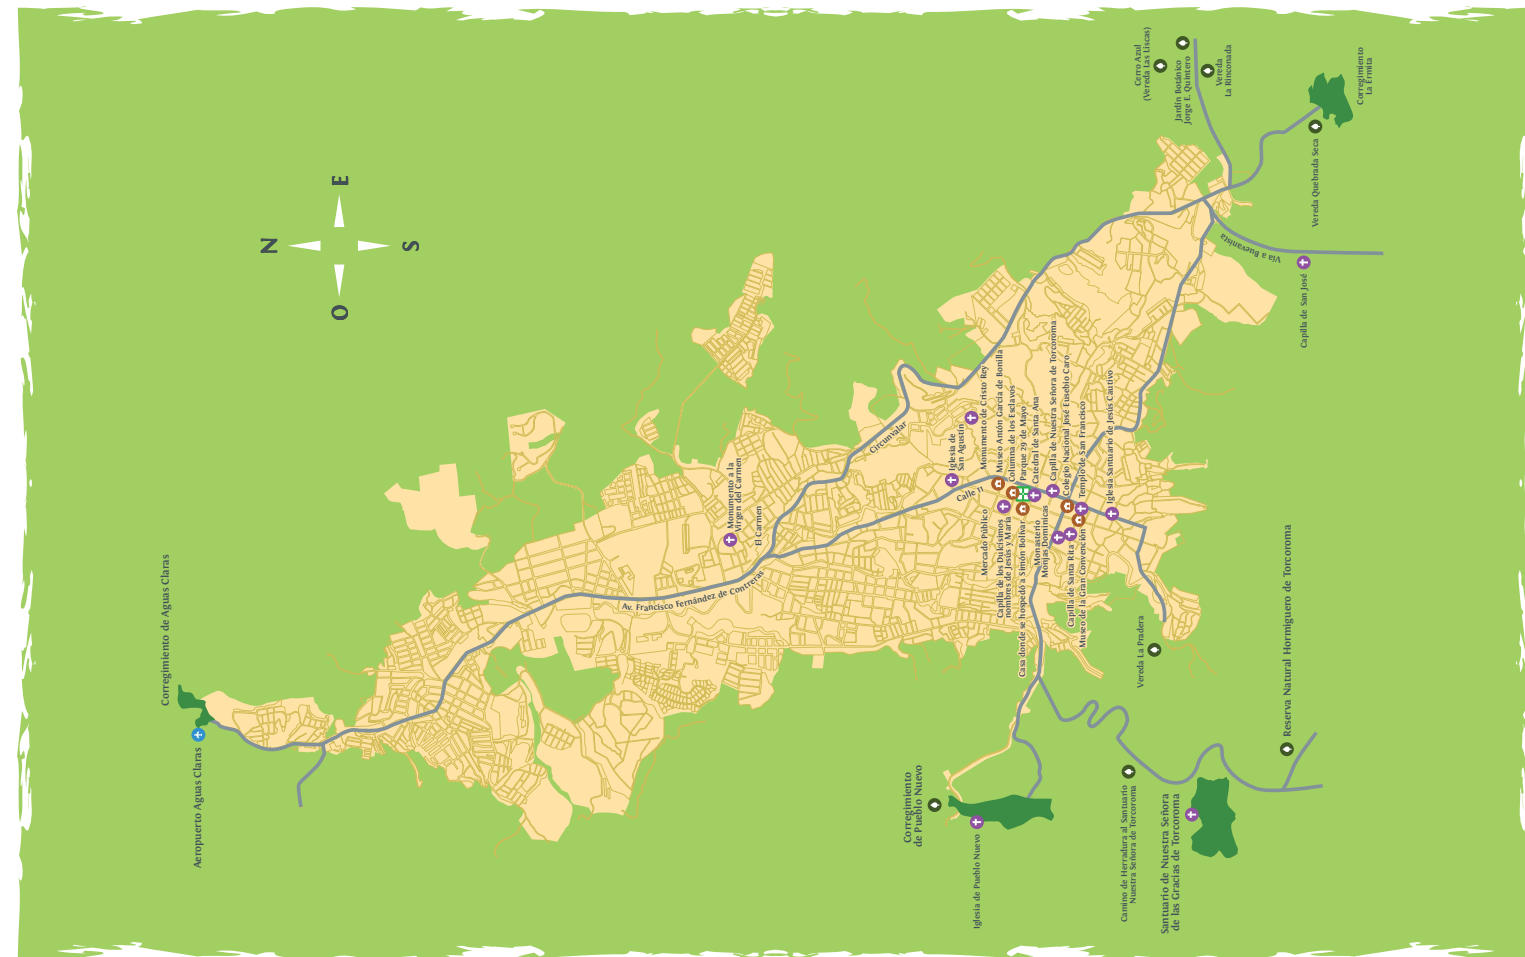 N
E
S
O
Corregimiento de Aguas Claras
Aeropuerto Aguas Claras
Av. Francisco Fernández de Contreras
Monumento a la
Virgen del Carmen
El Carmen
Circunvalar
Calle 11
Iglesia de
San Agustín
Monumento de Cristo Rey
Museo Antón García de Bonilla
Columna de los Esclavos
Parque 29 de Mayo
Catedral de Santa Ana
Capilla de Nuestra Señora de Torcoroma
Colegio Nacional José Eusebio Caro
Templo de San Francisco
Iglesia Santuario de Jesús Cautivo
Mercado Público
Capilla de los Dulcísimos
nombres de Jesús y María
Casa donde se hospedó a Simón Bolívar
Monasterio
Monjas Dominicas
Capilla de Santa Rita
Museo de la Gran Convención
Cerro Azul
(Vereda Las Liscas)
Jardín Botánico
Jorge E. Quintero
Vereda
La Rinconada
Corregimiento
La Ermita
Vereda Quebrada Seca
Vía a Buevanista
Capilla de San José
Vereda La Pradera
Reserva Natural Hormiguero de Torcoroma
Corregimiento
de Pueblo Nuevo
Iglesia de Pueblo Nuevo
Camino de Herradura al Santuario
Nuestra Señora de Torcoroma
Santuario de Nuestra Señora
de las Gracias de Torcoroma